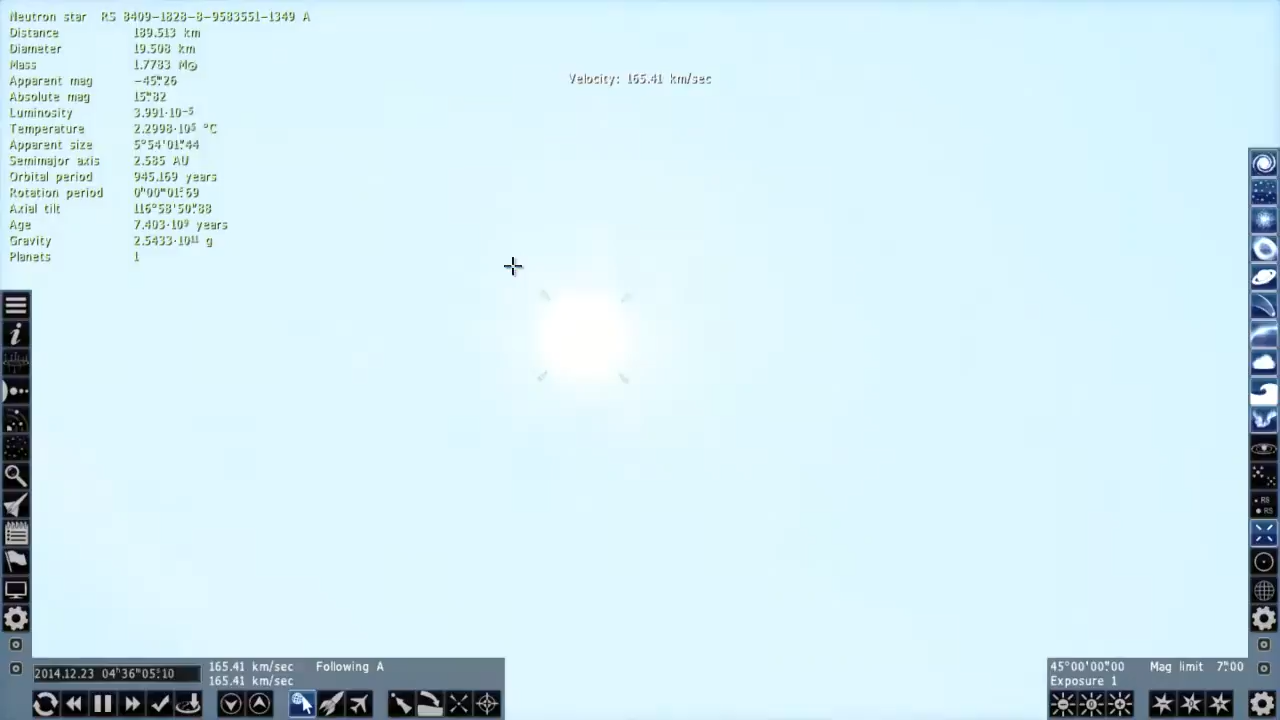 Neutron star RS 8409-1828-8-9583551-1349 A
Distance 189.513 km
Diameter 19.508 km
Mass 1.7783 M☉
Apparent mag −45ᵐ26
Absolute mag 15ᵐ82
Luminosity 3.991·10⁻⁵
Temperature 2.2998·10⁵ °C
Apparent size 5°54'01"44
Semimajor axis 2.585 AU
Orbital period 945.169 years
Rotation period 0ʰ00ᵐ01ˢ69
Axial tilt 116°58'50"88
Age 7.403·10⁹ years
Gravity 2.5433·10¹¹ g
Planets 1
Velocity: 165.41 km/sec
RS
RS
2014.12.23 04ʰ36ᵐ05ˢ10
165.41 km/sec Following A
165.41 km/sec
45°00'00"00 Mag limit 7ᵐ00
Exposure 1